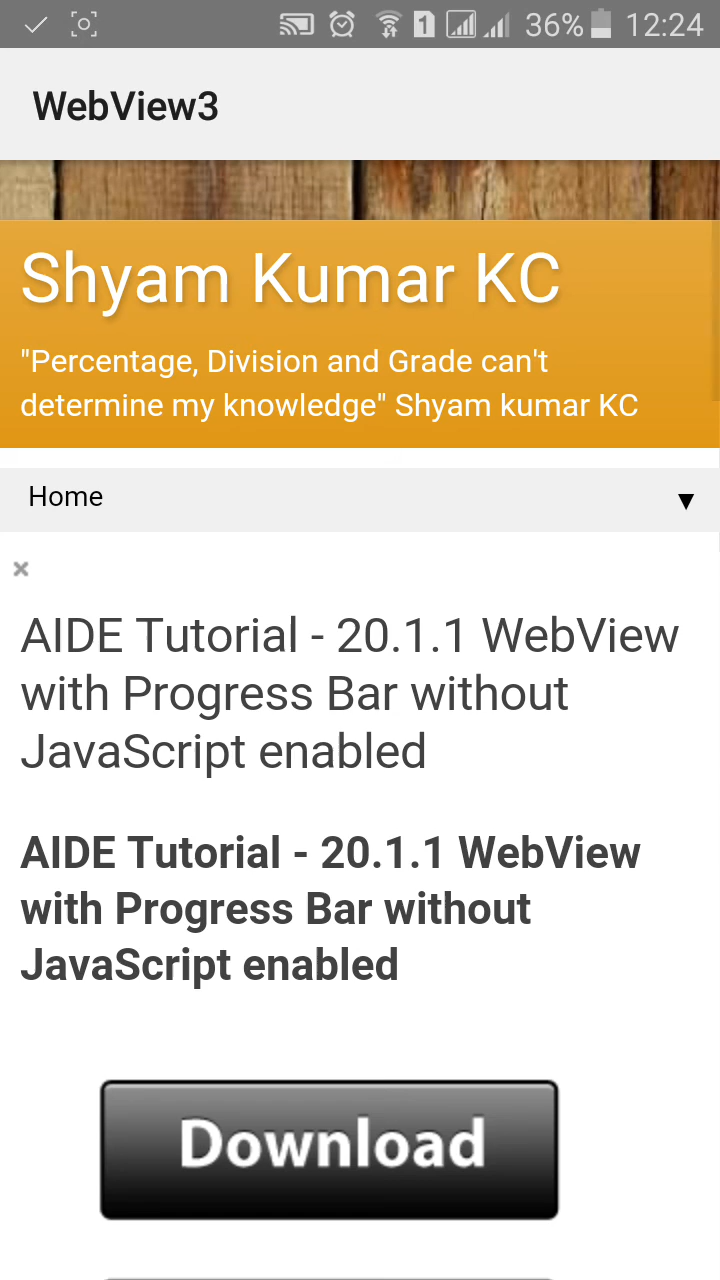 1 36% 12:24
WebView3
Shyam Kumar KC
"Percentage, Division and Grade can't
determine my knowledge" Shyam kumar KC
Home ▼
AIDE Tutorial - 20.1.1 WebView
with Progress Bar without
JavaScript enabled
AIDE Tutorial - 20.1.1 WebView
with Progress Bar without
JavaScript enabled
Download